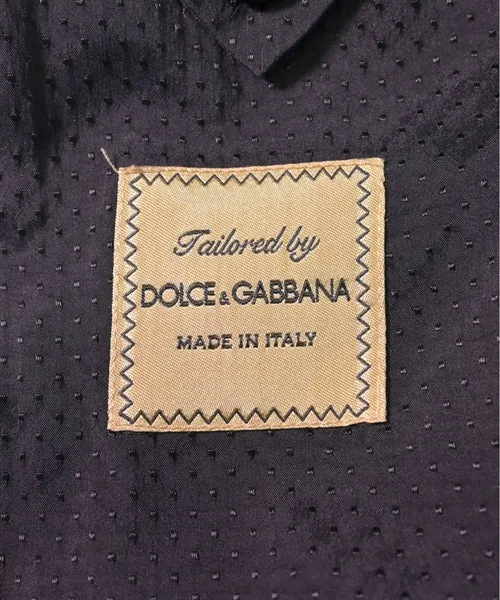 Tailored by
DOLCE & GABBANA
MADE IN ITALY